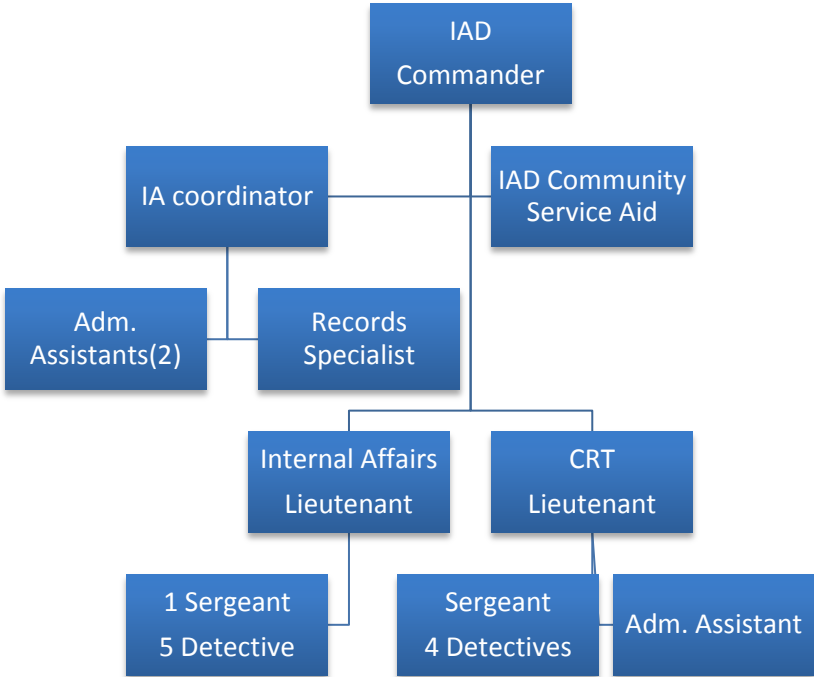 IAD
Commander
IA coordinator
IAD Community
Service Aid
Adm.
Assistants(2)
Records
Specialist
Internal Affairs
Lieutenant
CRT
Lieutenant
1 Sergeant
5 Detective
Sergeant
4 Detectives
Adm. Assistant